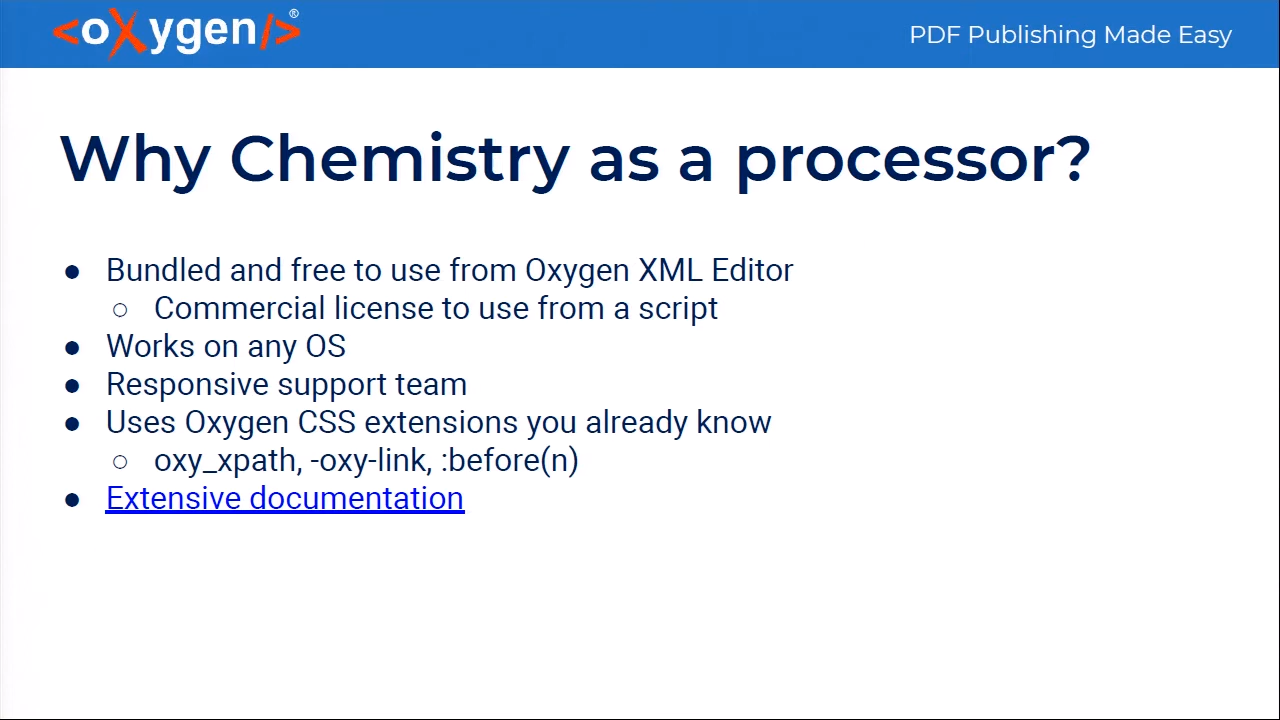 <oXygen/>®
PDF Publishing Made Easy
Why Chemistry as a processor?
● Bundled and free to use from Oxygen XML Editor
○ Commercial license to use from a script
● Works on any OS
● Responsive support team
● Uses Oxygen CSS extensions you already know
○ oxy_xpath, -oxy-link, :before(n)
● Extensive documentation